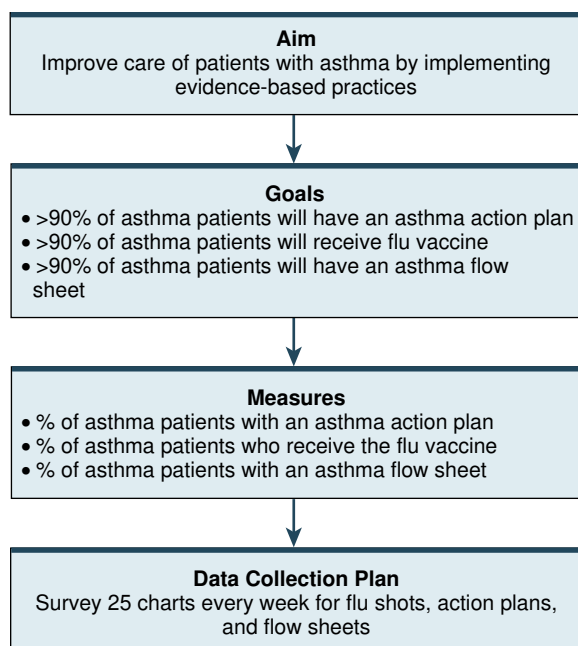 Aim
Improve care of patients with asthma by implementing
evidence-based practices
Goals
• >90% of asthma patients will have an asthma action plan
• >90% of asthma patients will receive flu vaccine
• >90% of asthma patients will have an asthma flow
sheet
Measures
• % of asthma patients with an asthma action plan
• % of asthma patients who receive the flu vaccine
• % of asthma patients with an asthma flow sheet
Data Collection Plan
Survey 25 charts every week for flu shots, action plans,
and flow sheets